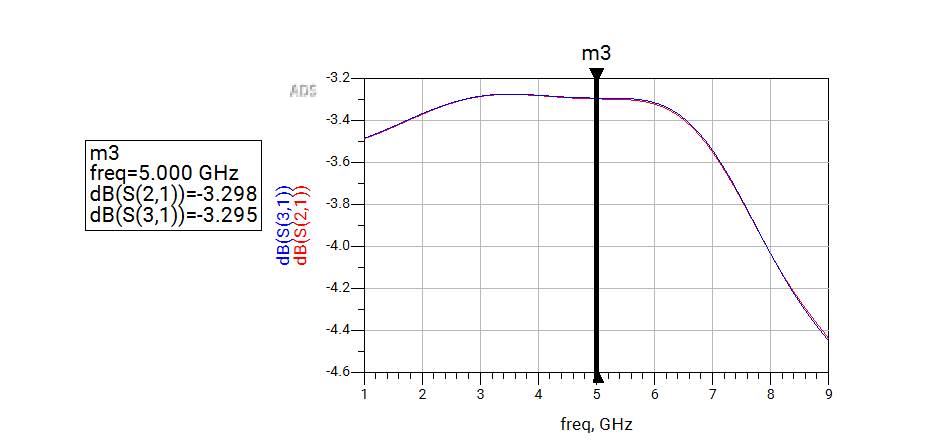 m3
ADS
-3.2
-3.4
-3.6
-3.8
-4.0
-4.2
-4.4
-4.6
m3
freq=5.000 GHz
dB(S(2,1))=-3.298
dB(S(3,1))=-3.295
dB(S(3,1))
dB(S(2,1))
1 2 3 4 5 6 7 8 9
freq, GHz